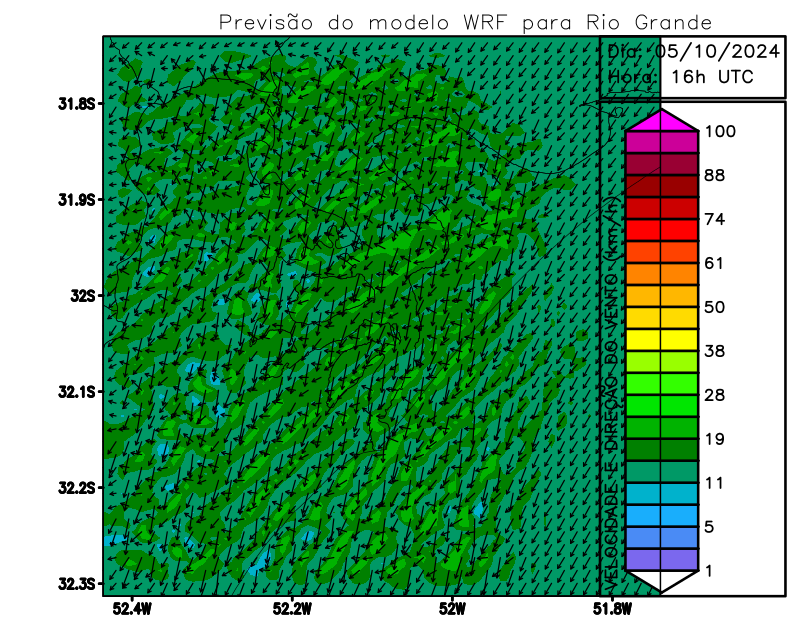 Previsão do modelo WRF para Rio Grande
Dia: 05/10/2024
Hora: 16h UTC
31.8S
31.9S
32S
32.1S
32.2S
32.3S
52.4W
52.2W
52W
51.8W
VELOCIDADE E DIREÇÃO DO VENTO (km/h)
100
88
74
61
50
38
28
19
11
5
1